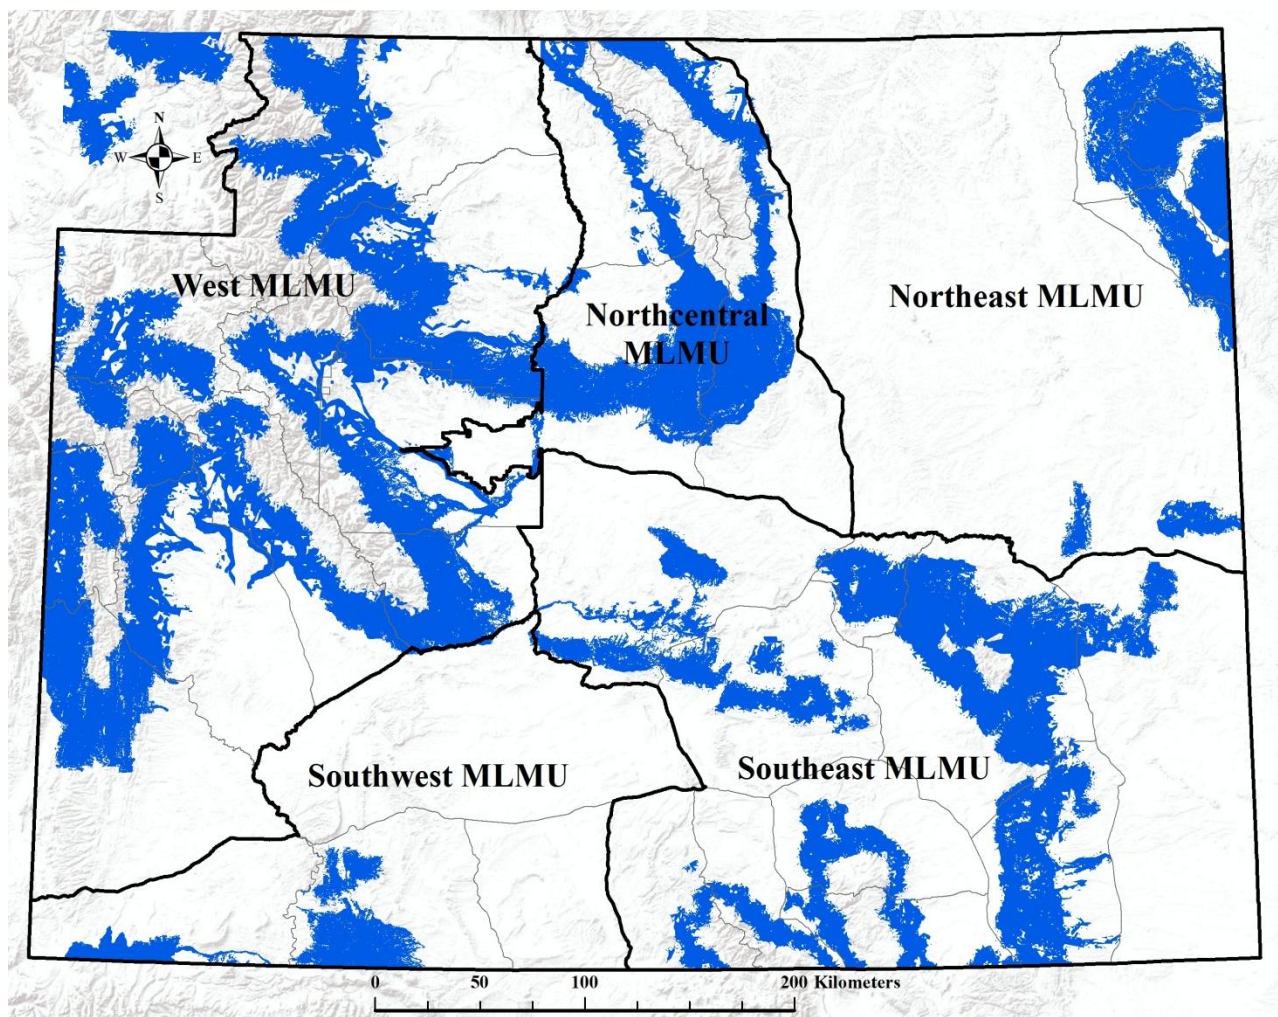 N
W E
S
West MLMU
Northcentral
MLMU
Northeast MLMU
Southwest MLMU
Southeast MLMU
0 50 100 200 Kilometers